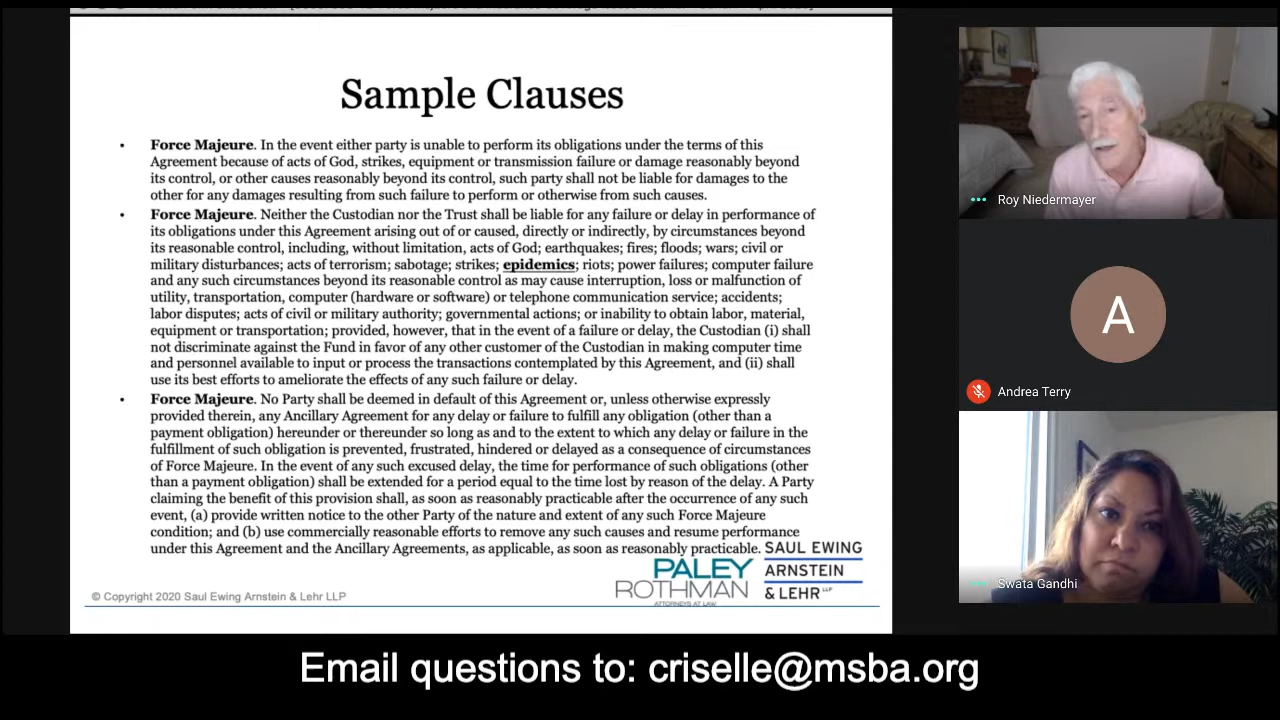 Sample Clauses
• Force Majeure. In the event either party is unable to perform its obligations under the terms of this
Agreement because of acts of God, strikes, equipment or transmission failure or damage reasonably beyond
its control, or other causes reasonably beyond its control, such party shall not be liable for damages to the
other for any damages resulting from such failure to perform or otherwise from such causes.
• Force Majeure. Neither the Custodian nor the Trust shall be liable for any failure or delay in performance of
its obligations under this Agreement arising out of or caused, directly or indirectly, by circumstances beyond
its reasonable control, including, without limitation, acts of God; earthquakes; fires; floods; wars; civil or
military disturbances; acts of terrorism; sabotage; strikes; epidemics; riots; power failures; computer failure
and any such circumstances beyond its reasonable control as may cause interruption, loss or malfunction of
utility, transportation, computer (hardware or software) or telephone communication service; accidents;
labor disputes; acts of civil or military authority; governmental actions; or inability to obtain labor, material,
equipment or transportation; provided, however, that in the event of a failure or delay, the Custodian (i) shall
not discriminate against the Fund in favor of any other customer of the Custodian in making computer time
and personnel available to input or process the transactions contemplated by this Agreement, and (ii) shall
use its best efforts to ameliorate the effects of any such failure or delay.
• Force Majeure. No Party shall be deemed in default of this Agreement or, unless otherwise expressly
provided therein, any Ancillary Agreement for any delay or failure to fulfill any obligation (other than a
payment obligation) hereunder or thereunder so long as and to the extent to which any delay or failure in the
fulfillment of such obligation is prevented, frustrated, hindered or delayed as a consequence of circumstances
of Force Majeure. In the event of any such excused delay, the time for performance of such obligations (other
than a payment obligation) shall be extended for a period equal to the time lost by reason of the delay. A Party
claiming the benefit of this provision shall, as soon as reasonably practicable after the occurrence of any such
event, (a) provide written notice to the other Party of the nature and extent of any such Force Majeure
condition; and (b) use commercially reasonable efforts to remove any such causes and resume performance
under this Agreement and the Ancillary Agreements, as applicable, as soon as reasonably practicable.
PALEY
ROTHMAN
ATTORNEYS AT LAW
SAUL EWING
ARNSTEIN
& LEHR LLP
© Copyright 2020 Saul Ewing Arnstein & Lehr LLP
Roy Niedermayer
A
Andrea Terry
Swata Gandhi
Email questions to: criselle@msba.org